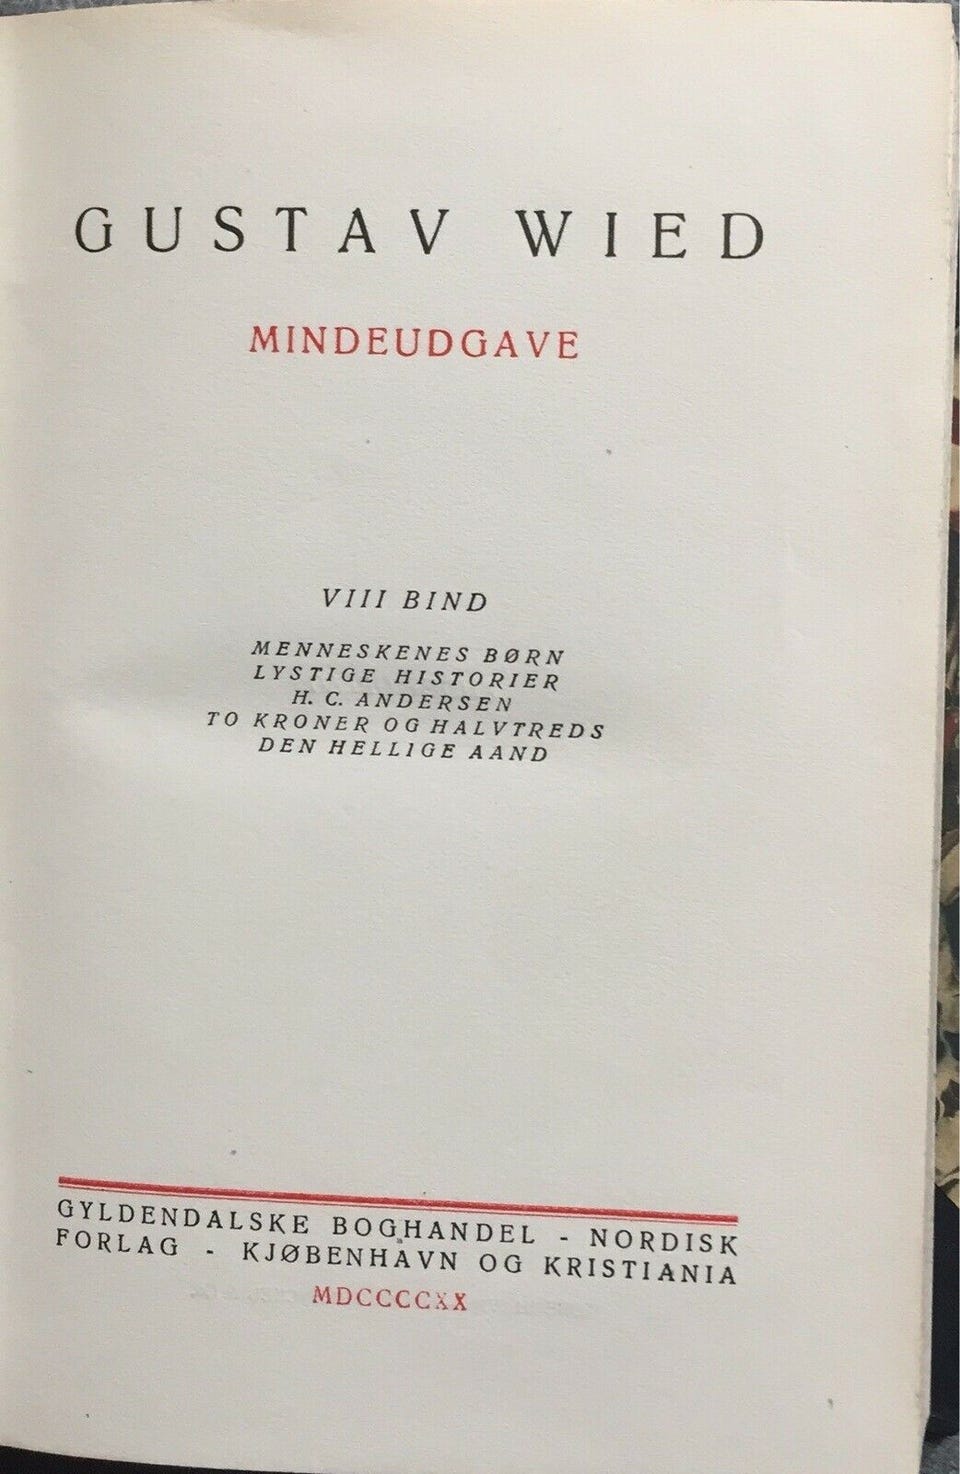 GUSTAV WIED
MINDEUDGAVE
VIII BIND
MENNESKENES BØRN
LYSTIGE HISTORIER
H. C. ANDERSEN
TO KRONER OG HALVTREDS
DEN HELLIGE AAND
GYLDENDALSKE BOGHANDEL - NORDISK
FORLAG - KJØBENHAVN OG KRISTIANIA
MDCCCCXX